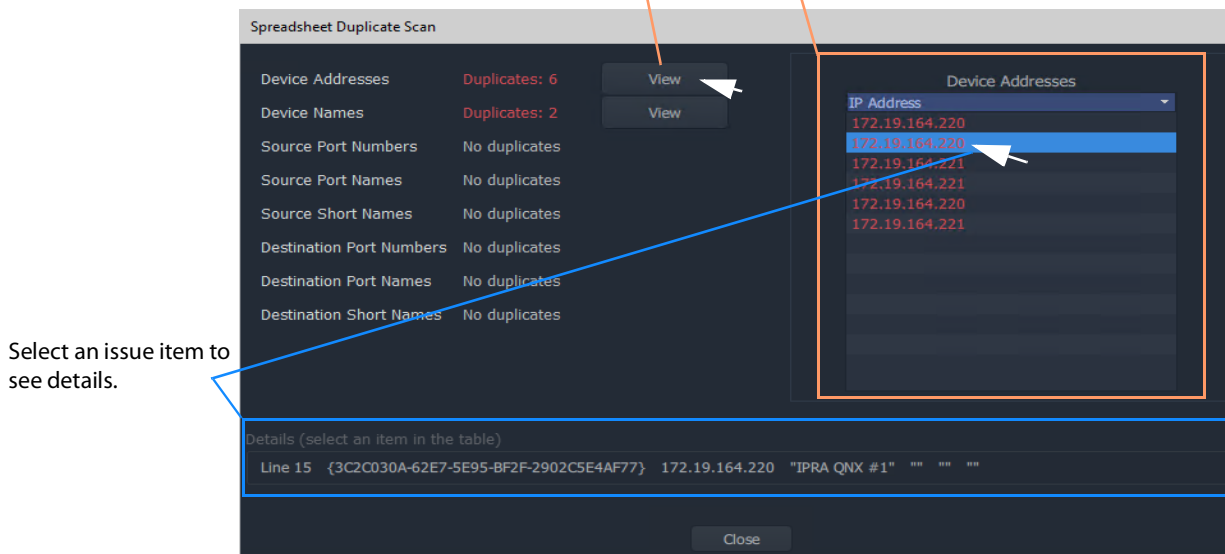 Spreadsheet Duplicate Scan
Device Addresses Duplicates: 6 View
Device Names Duplicates: 2 View
Source Port Numbers No duplicates
Source Port Names No duplicates
Source Short Names No duplicates
Destination Port Numbers No duplicates
Destination Port Names No duplicates
Destination Short Names No duplicates
Device Addresses
IP Address
172.19.164.220
172.19.164.220
172.19.164.221
172.19.164.221
172.19.164.220
172.19.164.221
Select an issue item to
see details.
Details (select an item in the table)
Line 15 {3C2C030A-62E7-5E95-BF2F-2902C5E4AF77} 172.19.164.220 "IPRA QNX #1" "" "" ""
Close